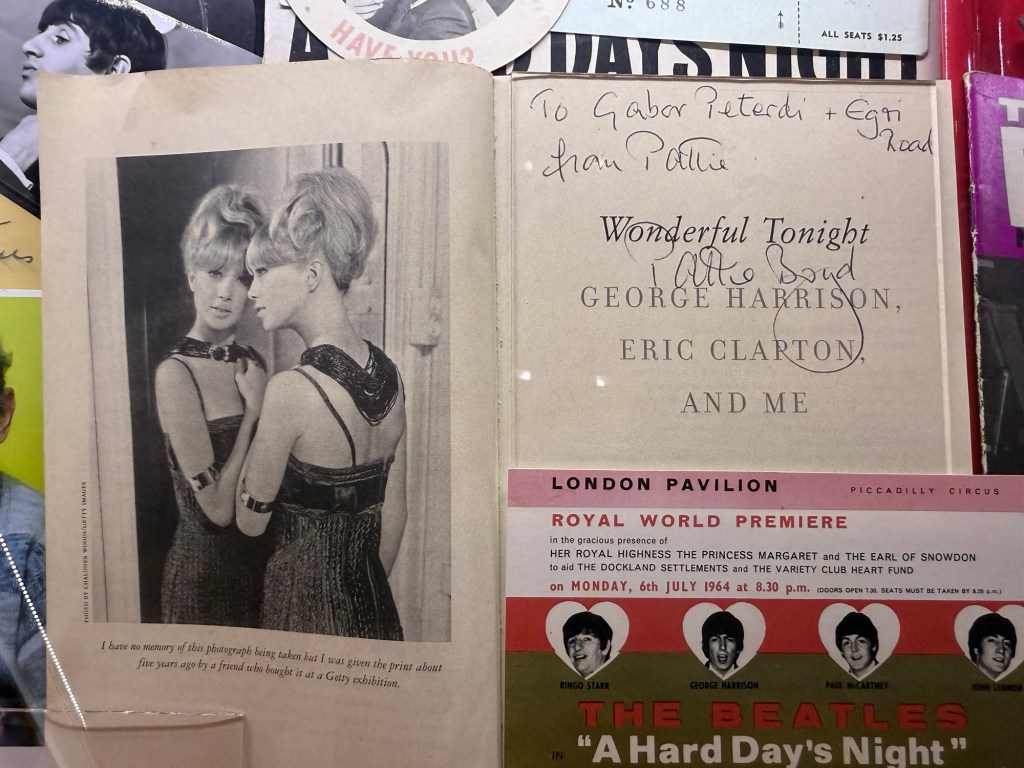 HAVE YOU?
Nº 688
ALL SEATS $1.25
DAYS NIGHT
To Gabor Peterdi + Egri
Road
from Pattie
Wonderful Tonight
Pattie Boyd
GEORGE HARRISON,
ERIC CLAPTON,
AND ME
PHOTO BY CHALONER WOODS/GETTY IMAGES
I have no memory of this photograph being taken but I was given the print about
five years ago by a friend who bought it at a Getty exhibition.
LONDON PAVILION PICCADILLY CIRCUS
ROYAL WORLD PREMIERE
in the gracious presence of
HER ROYAL HIGHNESS THE PRINCESS MARGARET and THE EARL OF SNOWDON
to aid THE DOCKLAND SETTLEMENTS and THE VARIETY CLUB HEART FUND
on MONDAY, 6th JULY 1964 at 8.30 p.m. (DOORS OPEN 7.30. SEATS MUST BE TAKEN BY 8.20 p.m.)
RINGO STARR GEORGE HARRISON PAUL McCARTNEY JOHN LENNON
THE BEATLES
IN "A Hard Day's Night"